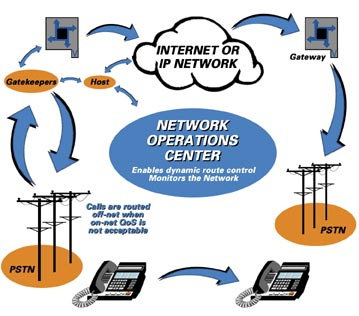 INTERNET OR
IP NETWORK
Gateway
Gatekeepers
Host
NETWORK
OPERATIONS
CENTER
Enables dynamic route control
Monitors the Network
Calls are routed
off-net when
on-net QoS is
not acceptable
PSTN
PSTN